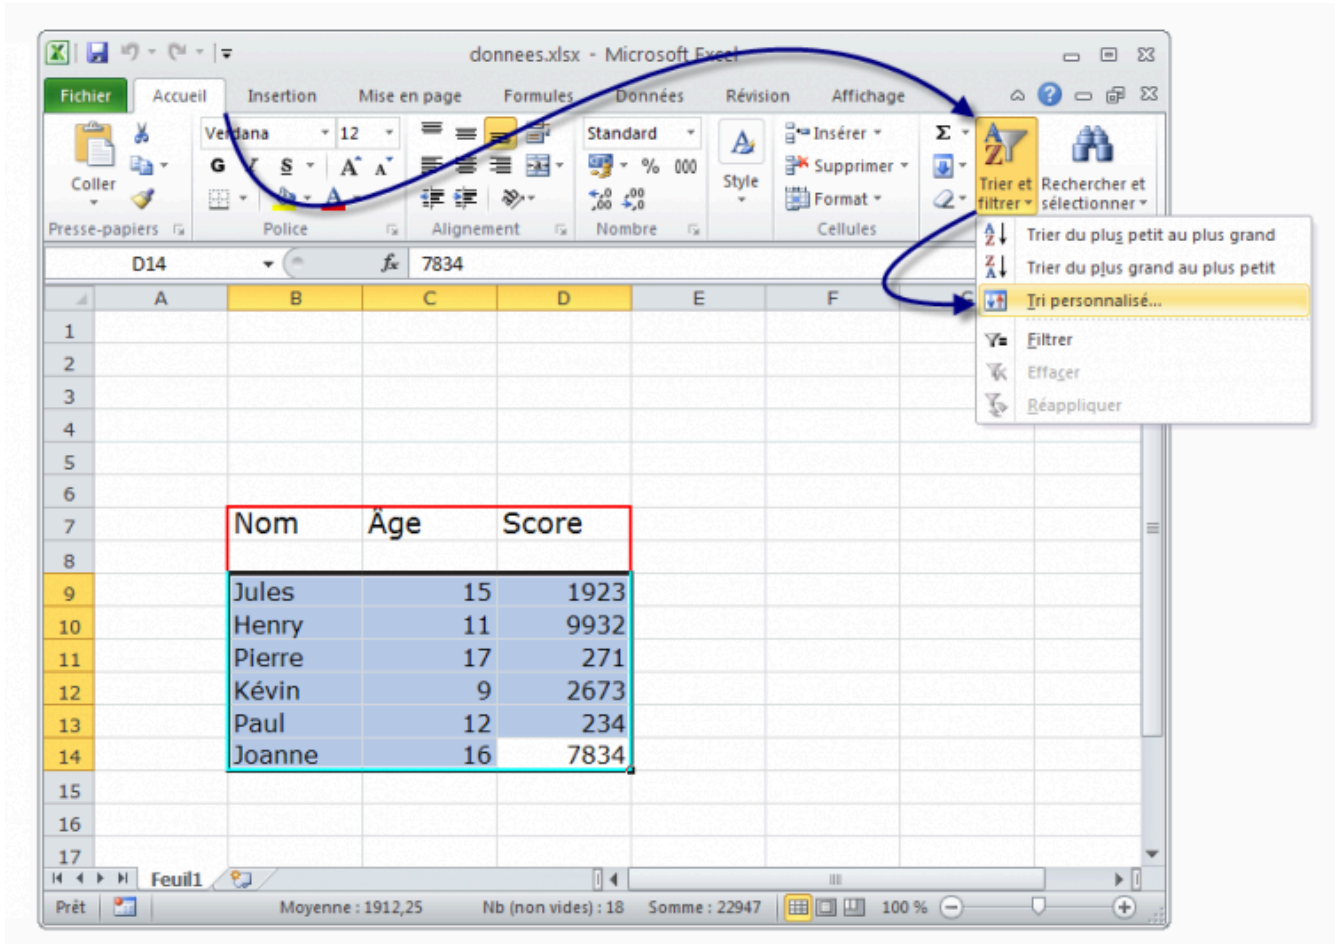 donnees.xlsx - Microsoft Excel
Fichier Accueil Insertion Mise en page Formules Données Révision Affichage
Verdana 12 Standard Insérer Σ
Coller G I S A A % 000 Style Supprimer Trier et filtrer Rechercher et sélectionner
A ,0 ,00 ,00 ,0 Format
Presse-papiers Police Alignement Nombre Cellules
Trier du plus petit au plus grand
Trier du plus grand au plus petit
Tri personnalisé...
Filtrer
Effacer
Réappliquer
D14 fx 7834
A B C D E F G
1
2
3
4
5
6
7 Nom Âge Score
8
9 Jules 15 1923
10 Henry 11 9932
11 Pierre 17 271
12 Kévin 9 2673
13 Paul 12 234
14 Joanne 16 7834
15
16
17
Feuil1
Prêt Moyenne : 1912,25 Nb (non vides) : 18 Somme : 22947 100 %